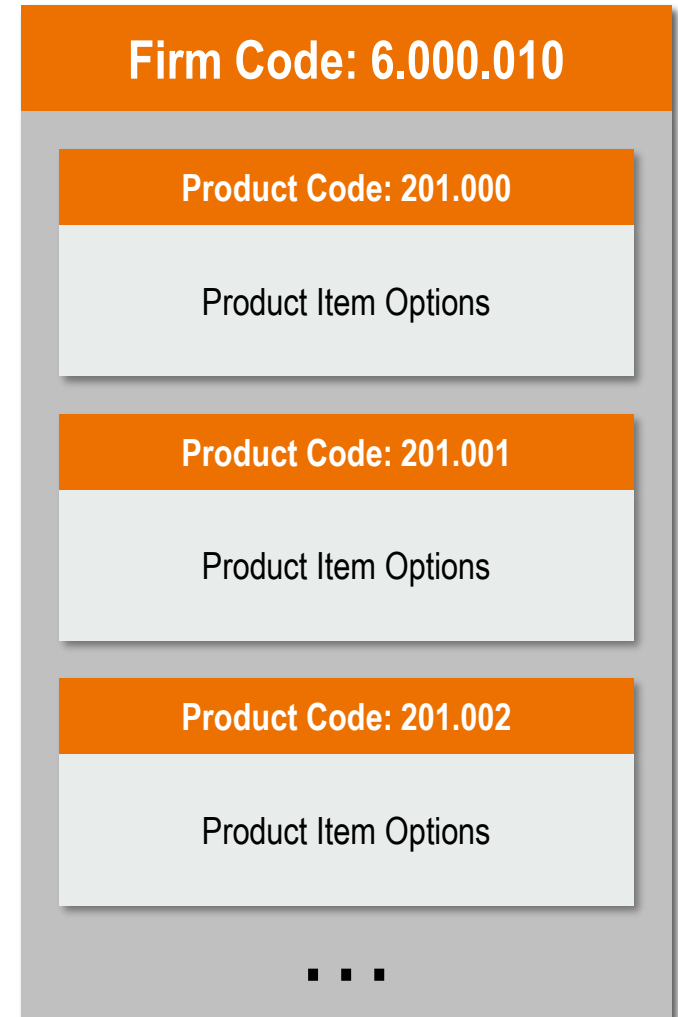 Firm Code: 6.000.010
Product Code: 201.000
Product Item Options
Product Code: 201.001
Product Item Options
Product Code: 201.002
Product Item Options
...